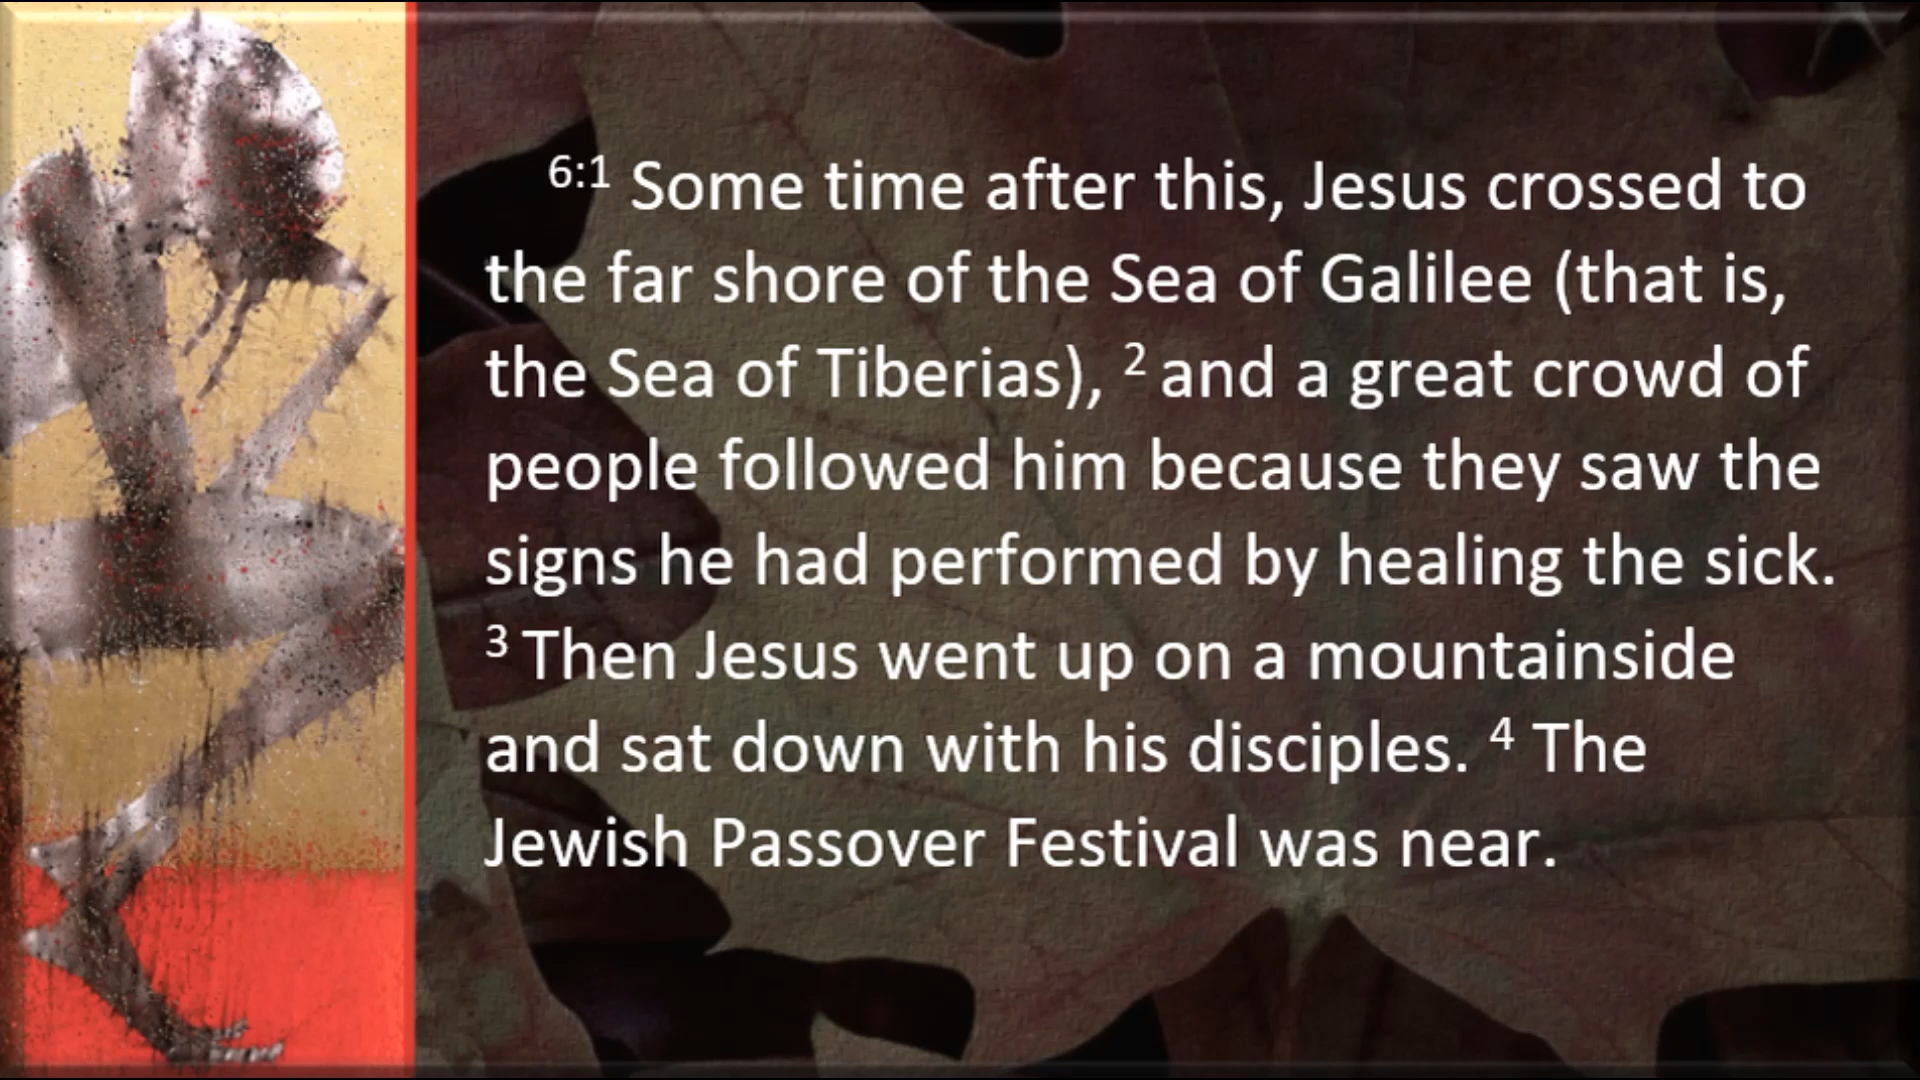 6:1 Some time after this, Jesus crossed to
the far shore of the Sea of Galilee (that is,
the Sea of Tiberias), 2 and a great crowd of
people followed him because they saw the
signs he had performed by healing the sick.
3 Then Jesus went up on a mountainside
and sat down with his disciples. 4 The
Jewish Passover Festival was near.